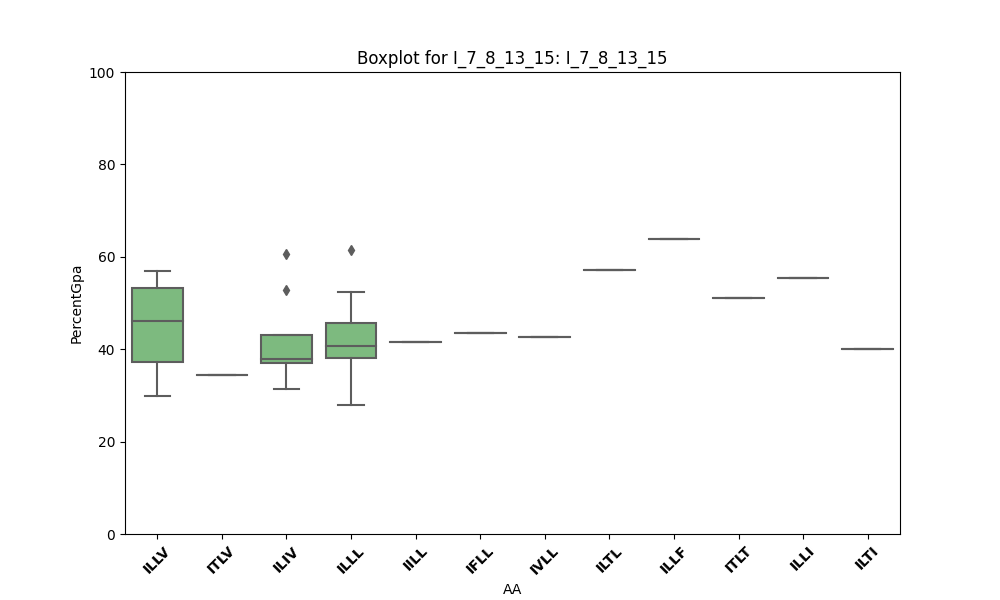 Boxplot for I_7_8_13_15: I_7_8_13_15
100
80
60
40
20
0
PercentGpa
ILLV ITLV ILIV ILLL IILL IFLL IVLL ILTL ILLF ITLT ILLI ILTI
AA